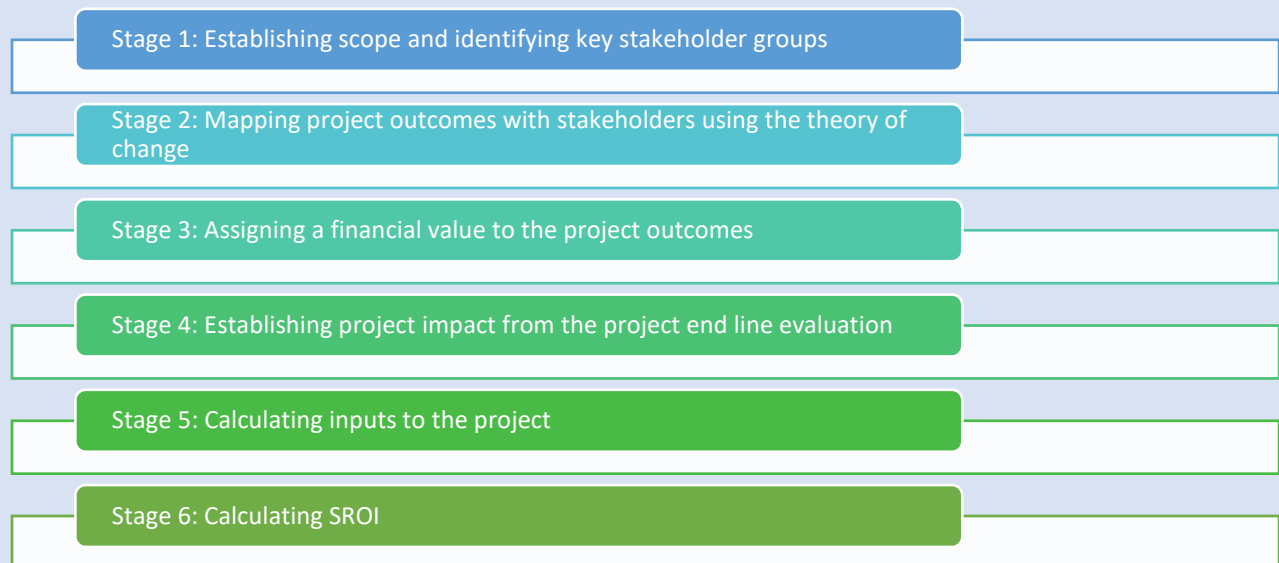 Stage 1: Establishing scope and identifying key stakeholder groups
Stage 2: Mapping project outcomes with stakeholders using the theory of
change
Stage 3: Assigning a financial value to the project outcomes
Stage 4: Establishing project impact from the project end line evaluation
Stage 5: Calculating inputs to the project
Stage 6: Calculating SROI